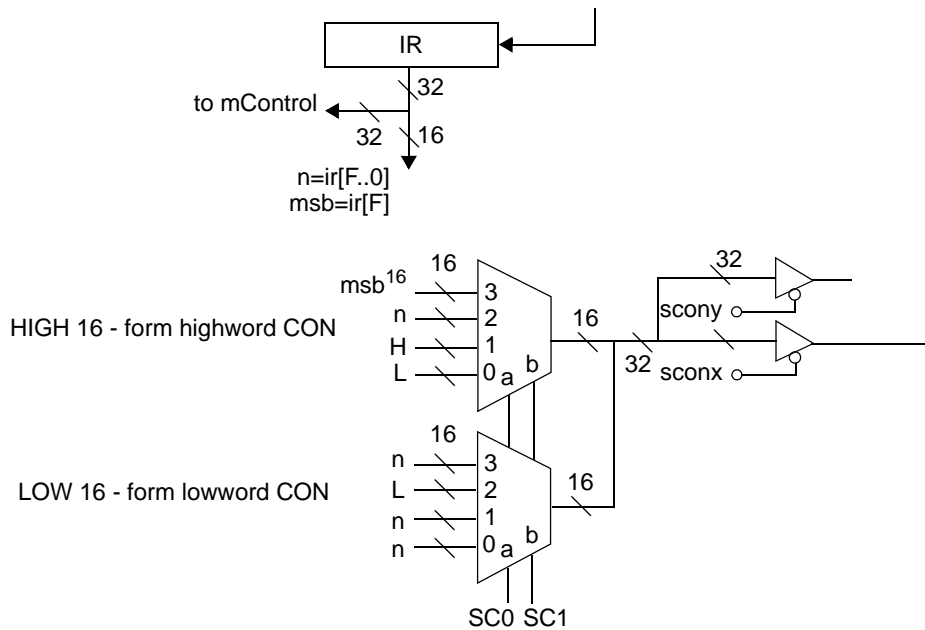 IR
32
to mControl
32
16
n=ir[F..0]
msb=ir[F]
16
msb16
3
n
2
H
1
L
0
a
b
HIGH 16 - form highword CON
16
32
32
scony
sconx
16
n
3
L
2
n
1
n
0
a
b
LOW 16 - form lowword CON
16
SC0 SC1